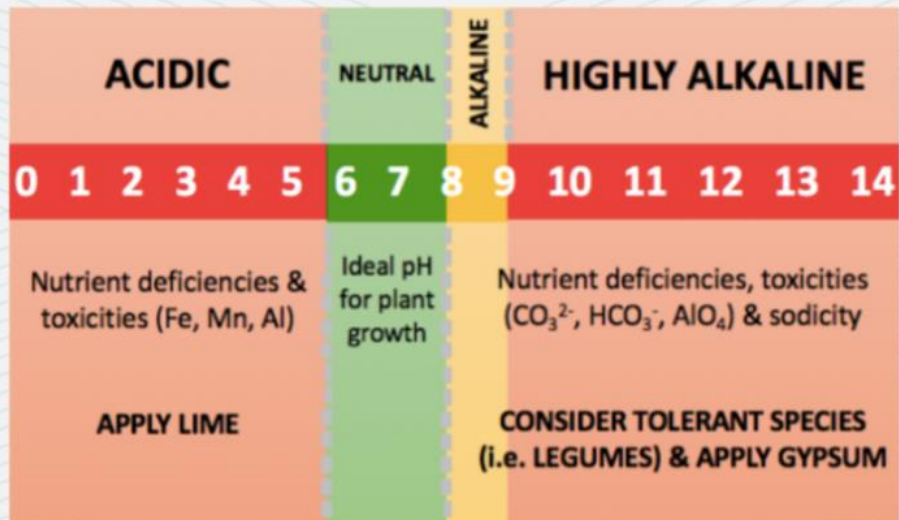 ACIDIC
NEUTRAL
ALKALINE
HIGHLY ALKALINE
0 1 2 3 4 5 6 7 8 9 10 11 12 13 14
Nutrient deficiencies &
toxicities (Fe, Mn, Al)
APPLY LIME
Ideal pH
for plant
growth
Nutrient deficiencies, toxicities
(CO₃²⁻, HCO₃⁻, AlO₄) & sodicity
CONSIDER TOLERANT SPECIES
(i.e. LEGUMES) & APPLY GYPSUM